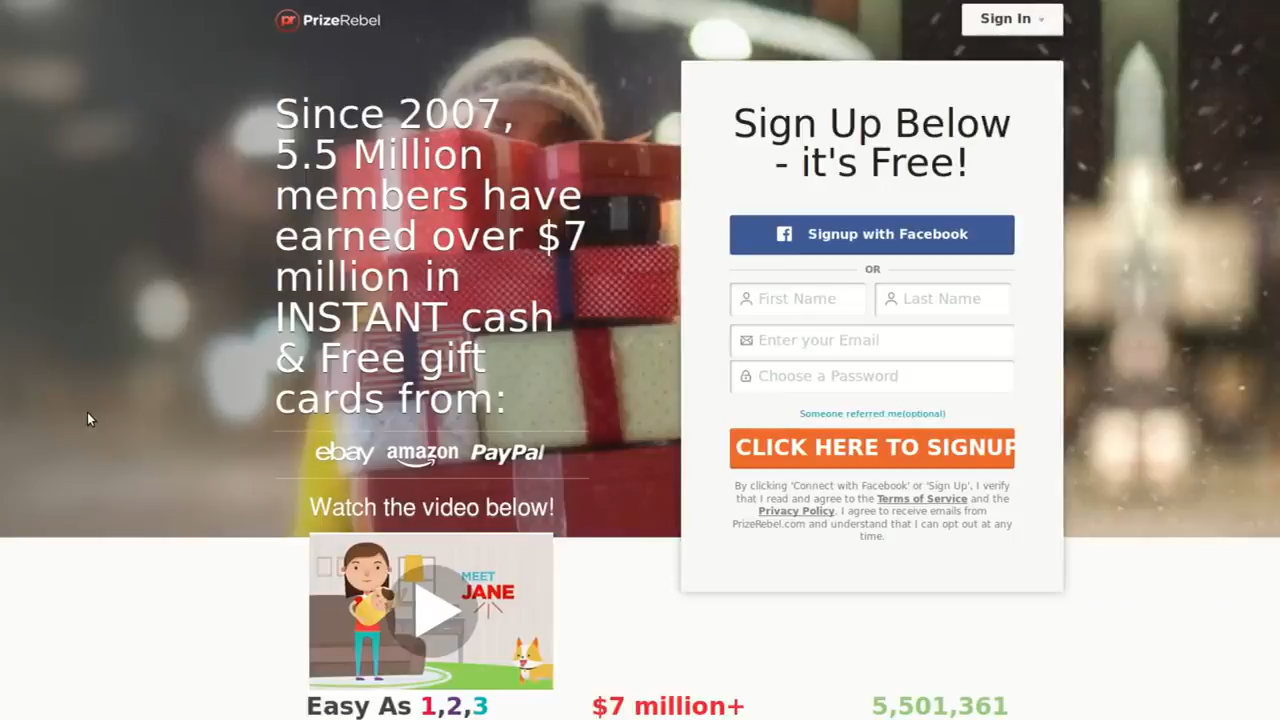 PrizeRebel
Sign In
Since 2007,
5.5 Million
members have
earned over $7
million in
INSTANT cash
& Free gift
cards from:
ebay amazon PayPal
Watch the video below!
MEET
JANE
Sign Up Below
- it's Free!
Signup with Facebook
OR
First Name
Last Name
Enter your Email
Choose a Password
Someone referred me(optional)
CLICK HERE TO SIGNUP
By clicking 'Connect with Facebook' or 'Sign Up', I verify
that I read and agree to the Terms of Service and the
Privacy Policy. I agree to receive emails from
PrizeRebel.com and understand that I can opt out at any
time.
Easy As 1,2,3
$7 million+
5,501,361